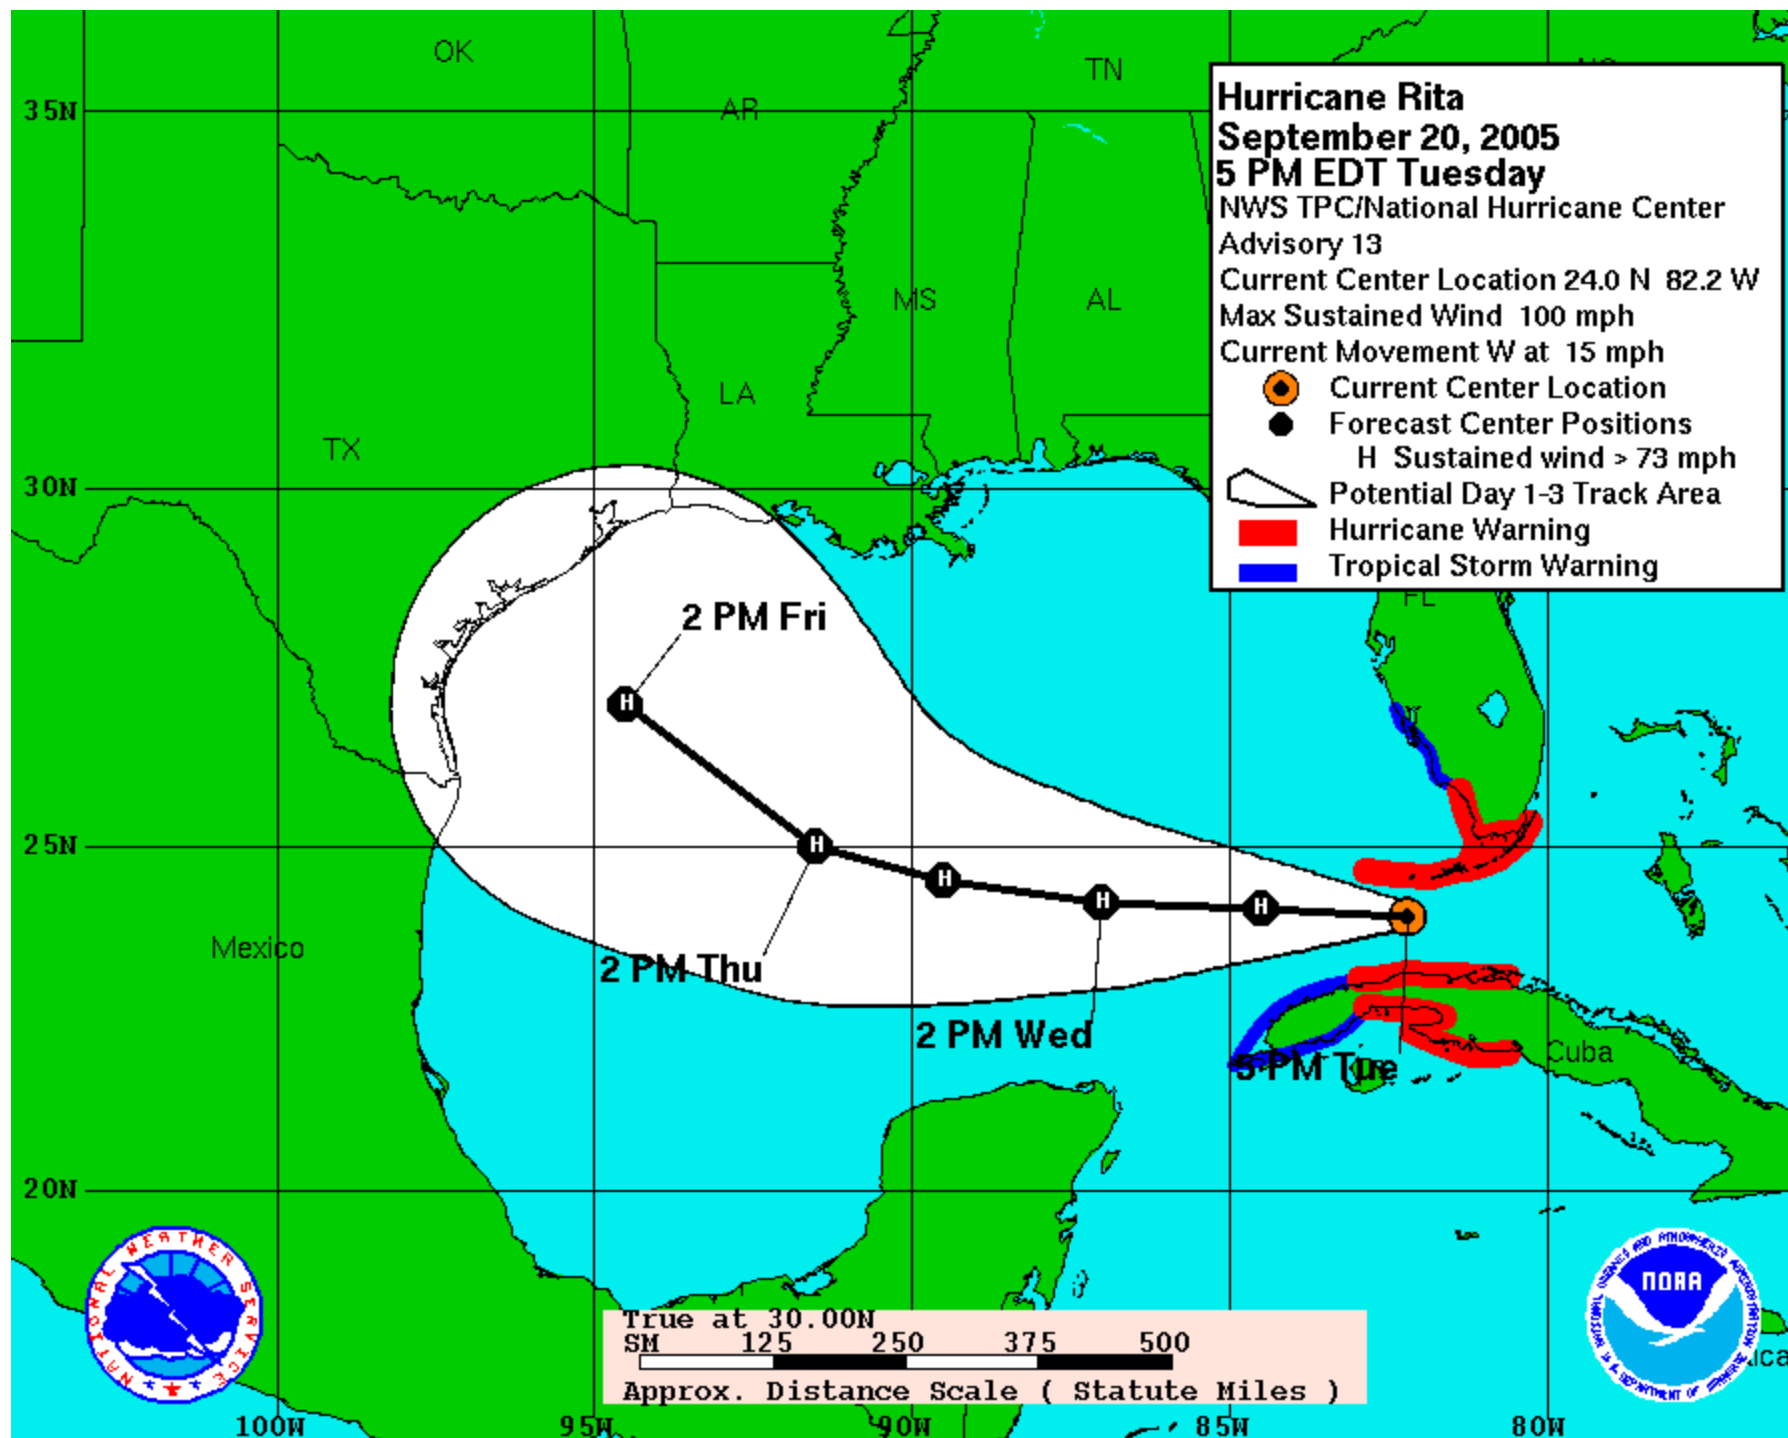 OK
TN
AR
35N
Hurricane Rita
September 20, 2005
5 PM EDT Tuesday
NWS TPC/National Hurricane Center
Advisory 13
Current Center Location 24.0 N 82.2 W
Max Sustained Wind 100 mph
Current Movement W at 15 mph
Current Center Location
Forecast Center Positions
H Sustained wind > 73 mph
Potential Day 1-3 Track Area
Hurricane Warning
Tropical Storm Warning
MS
AL
LA
TX
30N
FL
2 PM Fri
H
25N
H
H
H
H
Mexico
2 PM Thu
2 PM Wed
5 PM Tue
Cuba
20N
NATIONAL WEATHER SERVICE
NOAA
True at 30.00N
SM 125 250 375 500
Approx. Distance Scale ( Statute Miles )
100W 95W 90W 85W 80W